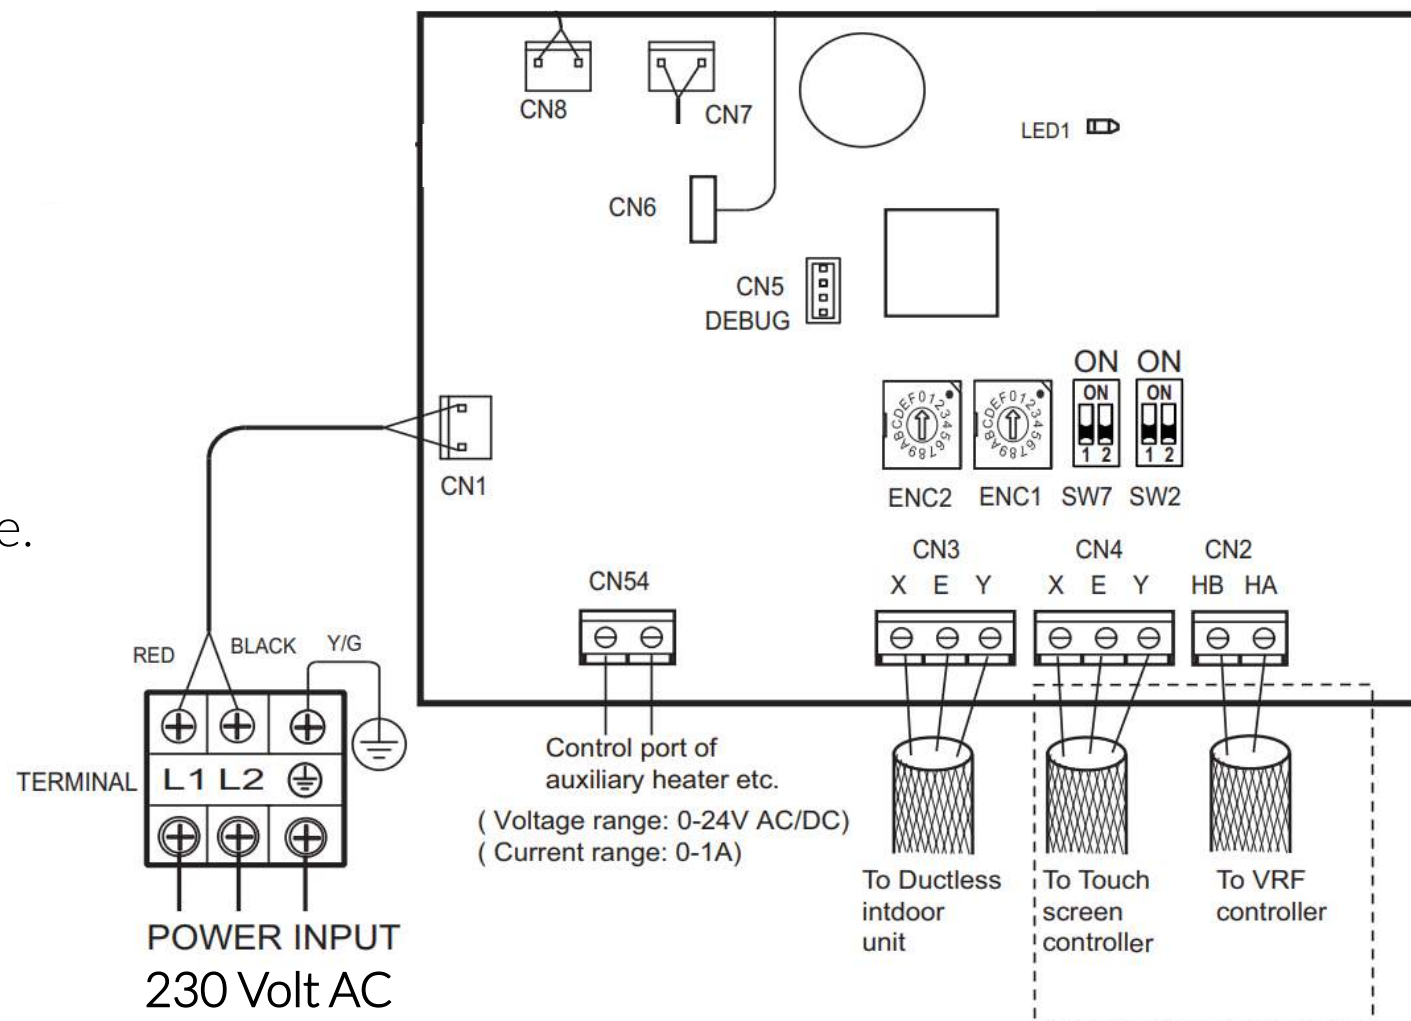 CN8
CN7
LED1
CN6
CN5
DEBUG
ON ON
ON ON
F0123456789ABCDE F0123456789ABCDE
1 2 1 2
CN1
ENC2 ENC1 SW7 SW2
e.
CN3 CN4 CN2
CN54
X E Y X E Y HB HA
RED BLACK Y/G
TERMINAL L1 L2
Control port of
auxiliary heater etc.
( Voltage range: 0-24V AC/DC)
( Current range: 0-1A)
To Ductless
intdoor
unit
To Touch
screen
controller
To VRF
controller
POWER INPUT
230 Volt AC